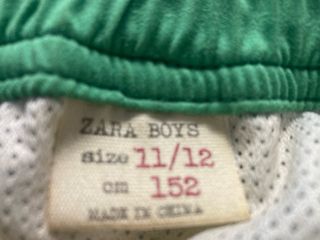 ZARA BOYS
size 11/12
cm 152
MADE IN CHINA